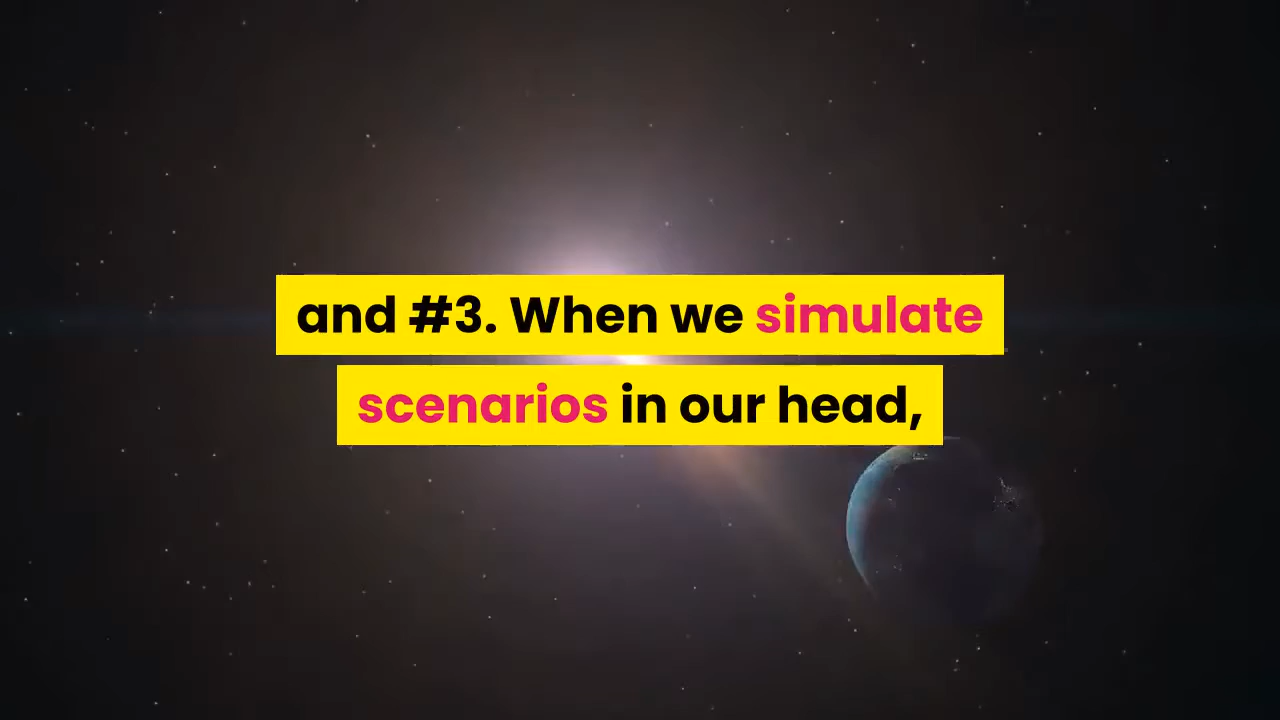 and #3. When we simulate
scenarios in our head,